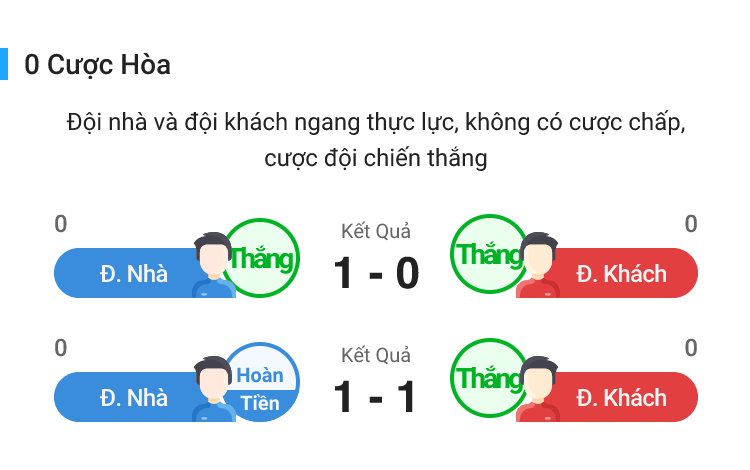 0 Cược Hòa
Đội nhà và đội khách ngang thực lực, không có cược chấp,
cược đội chiến thắng
0
0
Đ. Nhà
Thắng
Kết Quả
1 - 0
Thắng
Đ. Khách
0
0
Đ. Nhà
Hoàn
Tiền
Kết Quả
1 - 1
Thắng
Đ. Khách